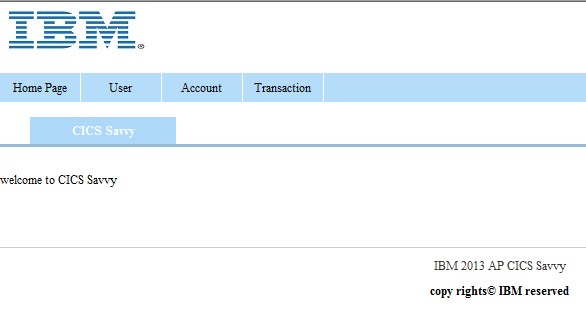 IBM®
Home Page User Account Transaction
CICS Savvy
welcome to CICS Savvy
IBM 2013 AP CICS Savvy
copy rights© IBM reserved